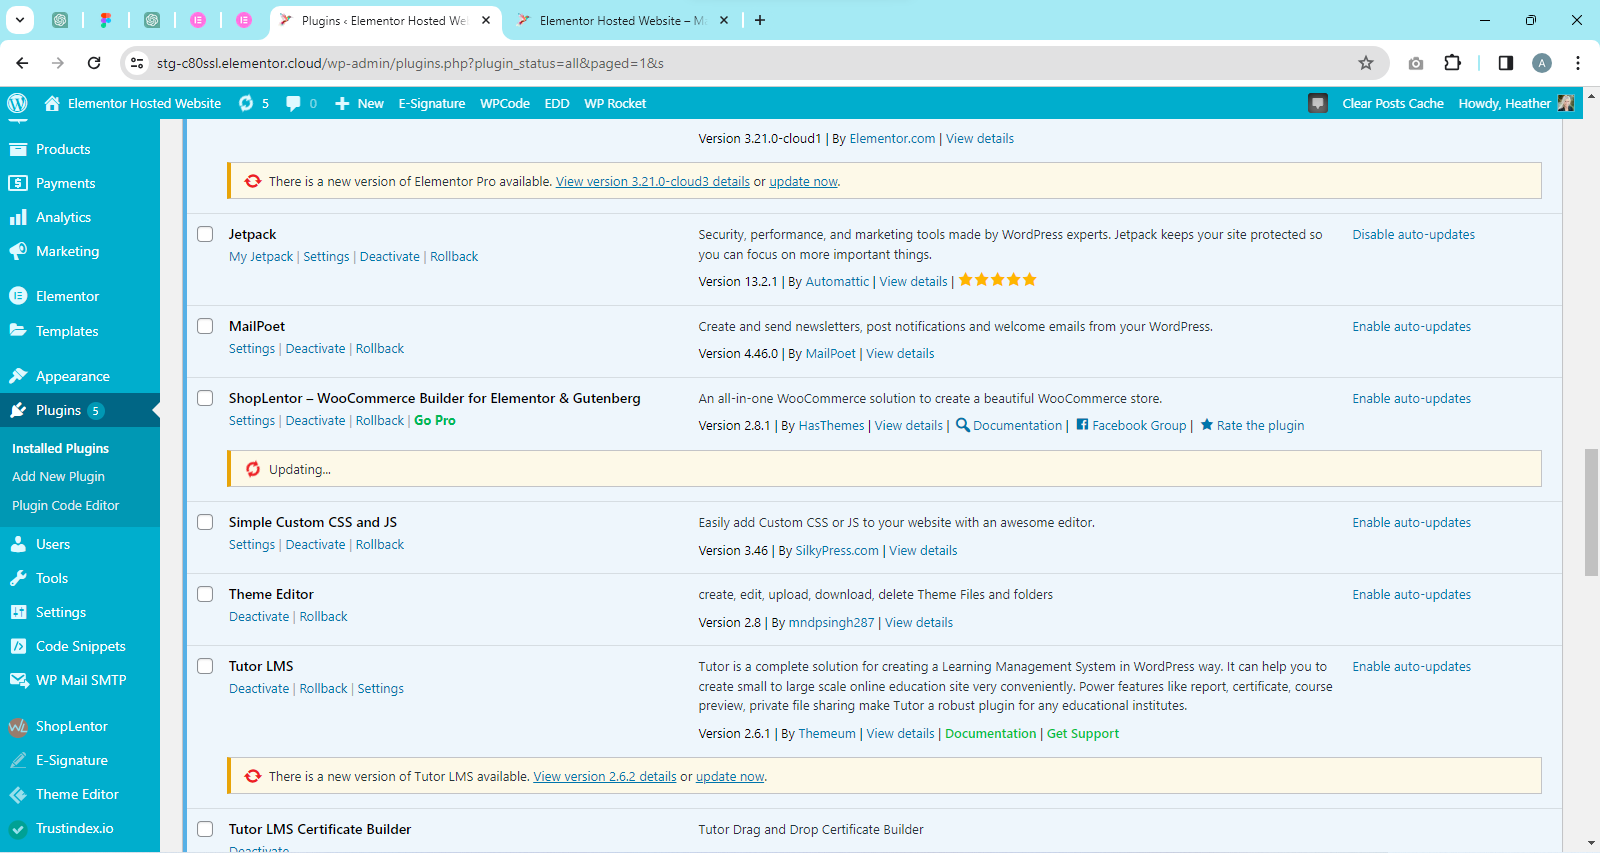 Plugins ‹ Elementor Hosted We
Elementor Hosted Website – M
stg-c80ssl.elementor.cloud/wp-admin/plugins.php?plugin_status=all&paged=1&s
A
Elementor Hosted Website
5
0
New
E-Signature
WPCode
EDD
WP Rocket
Clear Posts Cache
Howdy, Heather
Products
Payments
Analytics
Marketing
Elementor
Templates
Appearance
Plugins 5
Installed Plugins
Add New Plugin
Plugin Code Editor
Users
Tools
Settings
Code Snippets
WP Mail SMTP
ShopLentor
E-Signature
Theme Editor
Trustindex.io
Version 3.21.0-cloud1 | By Elementor.com | View details
There is a new version of Elementor Pro available. View version 3.21.0-cloud3 details or update now.
Jetpack
My Jetpack | Settings | Deactivate | Rollback
Security, performance, and marketing tools made by WordPress experts. Jetpack keeps your site protected so
you can focus on more important things.
Version 13.2.1 | By Automattic | View details |
Disable auto-updates
MailPoet
Settings | Deactivate | Rollback
Create and send newsletters, post notifications and welcome emails from your WordPress.
Version 4.46.0 | By MailPoet | View details
Enable auto-updates
ShopLentor – WooCommerce Builder for Elementor & Gutenberg
Settings | Deactivate | Rollback | Go Pro
An all-in-one WooCommerce solution to create a beautiful WooCommerce store.
Version 2.8.1 | By HasThemes | View details | Documentation | Facebook Group | Rate the plugin
Enable auto-updates
Updating...
Simple Custom CSS and JS
Settings | Deactivate | Rollback
Easily add Custom CSS or JS to your website with an awesome editor.
Version 3.46 | By SilkyPress.com | View details
Enable auto-updates
Theme Editor
Deactivate | Rollback
create, edit, upload, download, delete Theme Files and folders
Version 2.8 | By mndpsingh287 | View details
Enable auto-updates
Tutor LMS
Deactivate | Rollback | Settings
Tutor is a complete solution for creating a Learning Management System in WordPress way. It can help you to
create small to large scale online education site very conveniently. Power features like report, certificate, course
preview, private file sharing make Tutor a robust plugin for any educational institutes.
Version 2.6.1 | By Themeum | View details | Documentation | Get Support
Enable auto-updates
There is a new version of Tutor LMS available. View version 2.6.2 details or update now.
Tutor LMS Certificate Builder
Deactivate
Tutor Drag and Drop Certificate Builder